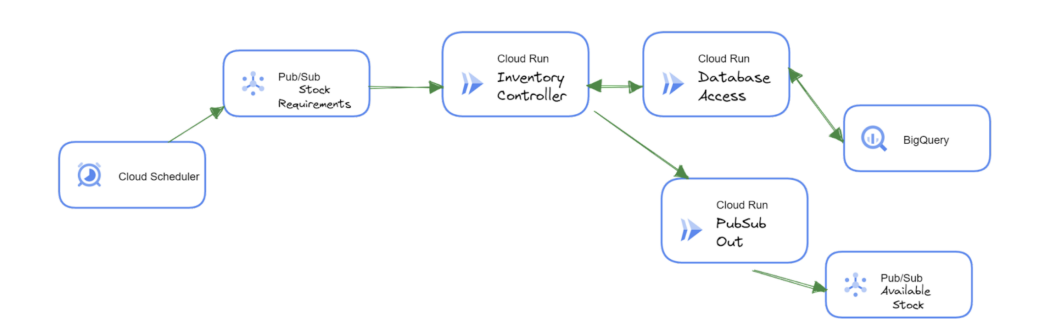 Cloud Scheduler
Pub/Sub
Stock
Requirements
Cloud Run
Inventory
Controller
Cloud Run
Database
Access
BigQuery
Cloud Run
PubSub
Out
Pub/Sub
Available
Stock